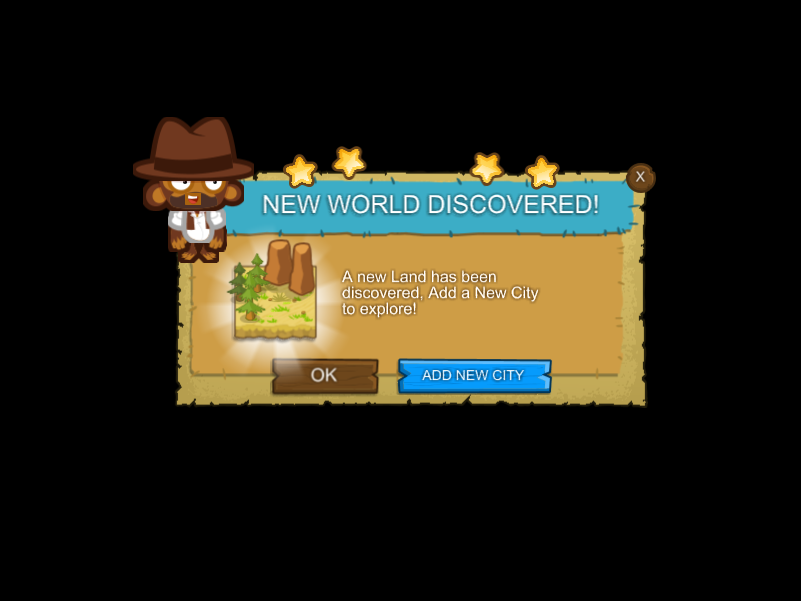 X
NEW WORLD DISCOVERED!
A new Land has been
discovered, Add a New City
to explore!
OK
ADD NEW CITY